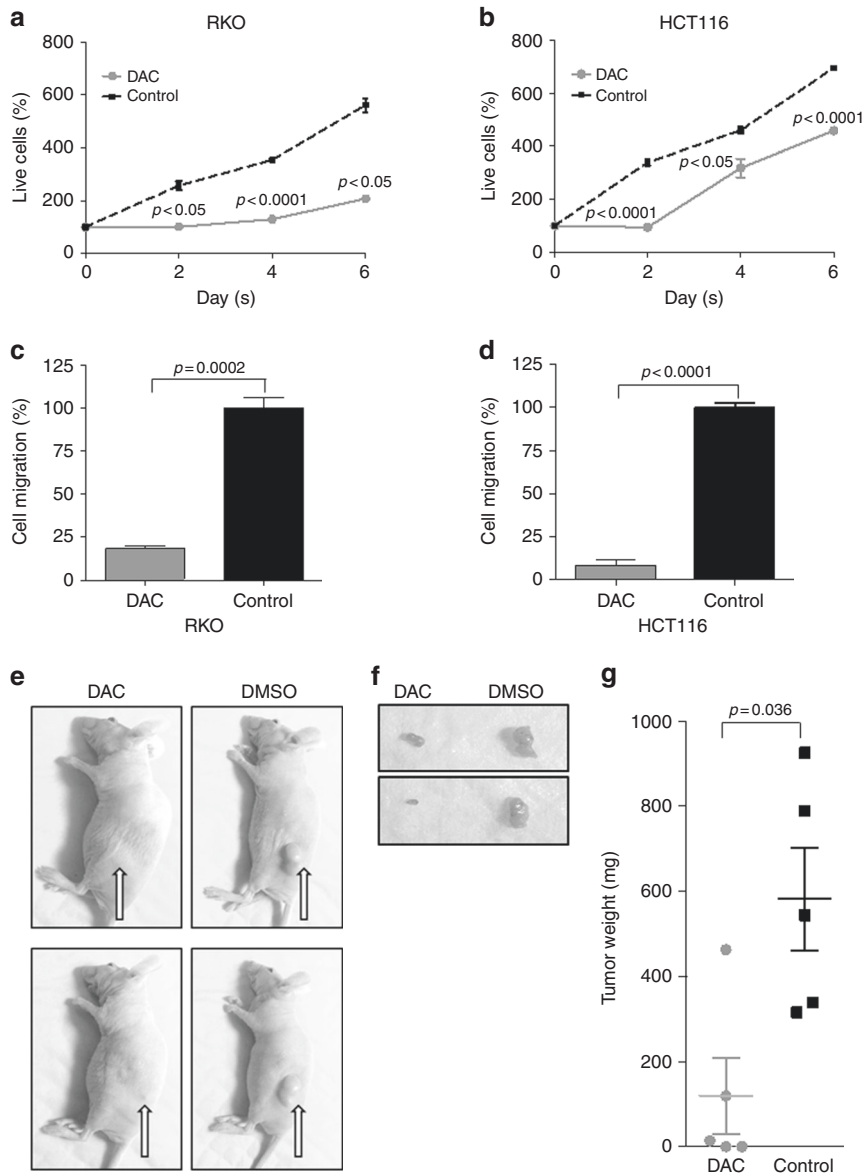 a
RKO
800
600
400
200
0
Live cells (%)
DAC
Control
p<0.05
p<0.0001
p<0.05
0 2 4 6
Day (s)
b
HCT116
800
600
400
200
0
Live cells (%)
DAC
Control
p<0.0001
p<0.05
p<0.0001
0 2 4 6
Day (s)
c
125
100
75
50
25
0
Cell migration (%)
p=0.0002
DAC Control
RKO
d
125
100
75
50
25
0
Cell migration (%)
p<0.0001
DAC Control
HCT116
e
DAC DMSO
f
DAC DMSO
g
1000
800
600
400
200
0
Tumor weight (mg)
p=0.036
DAC Control